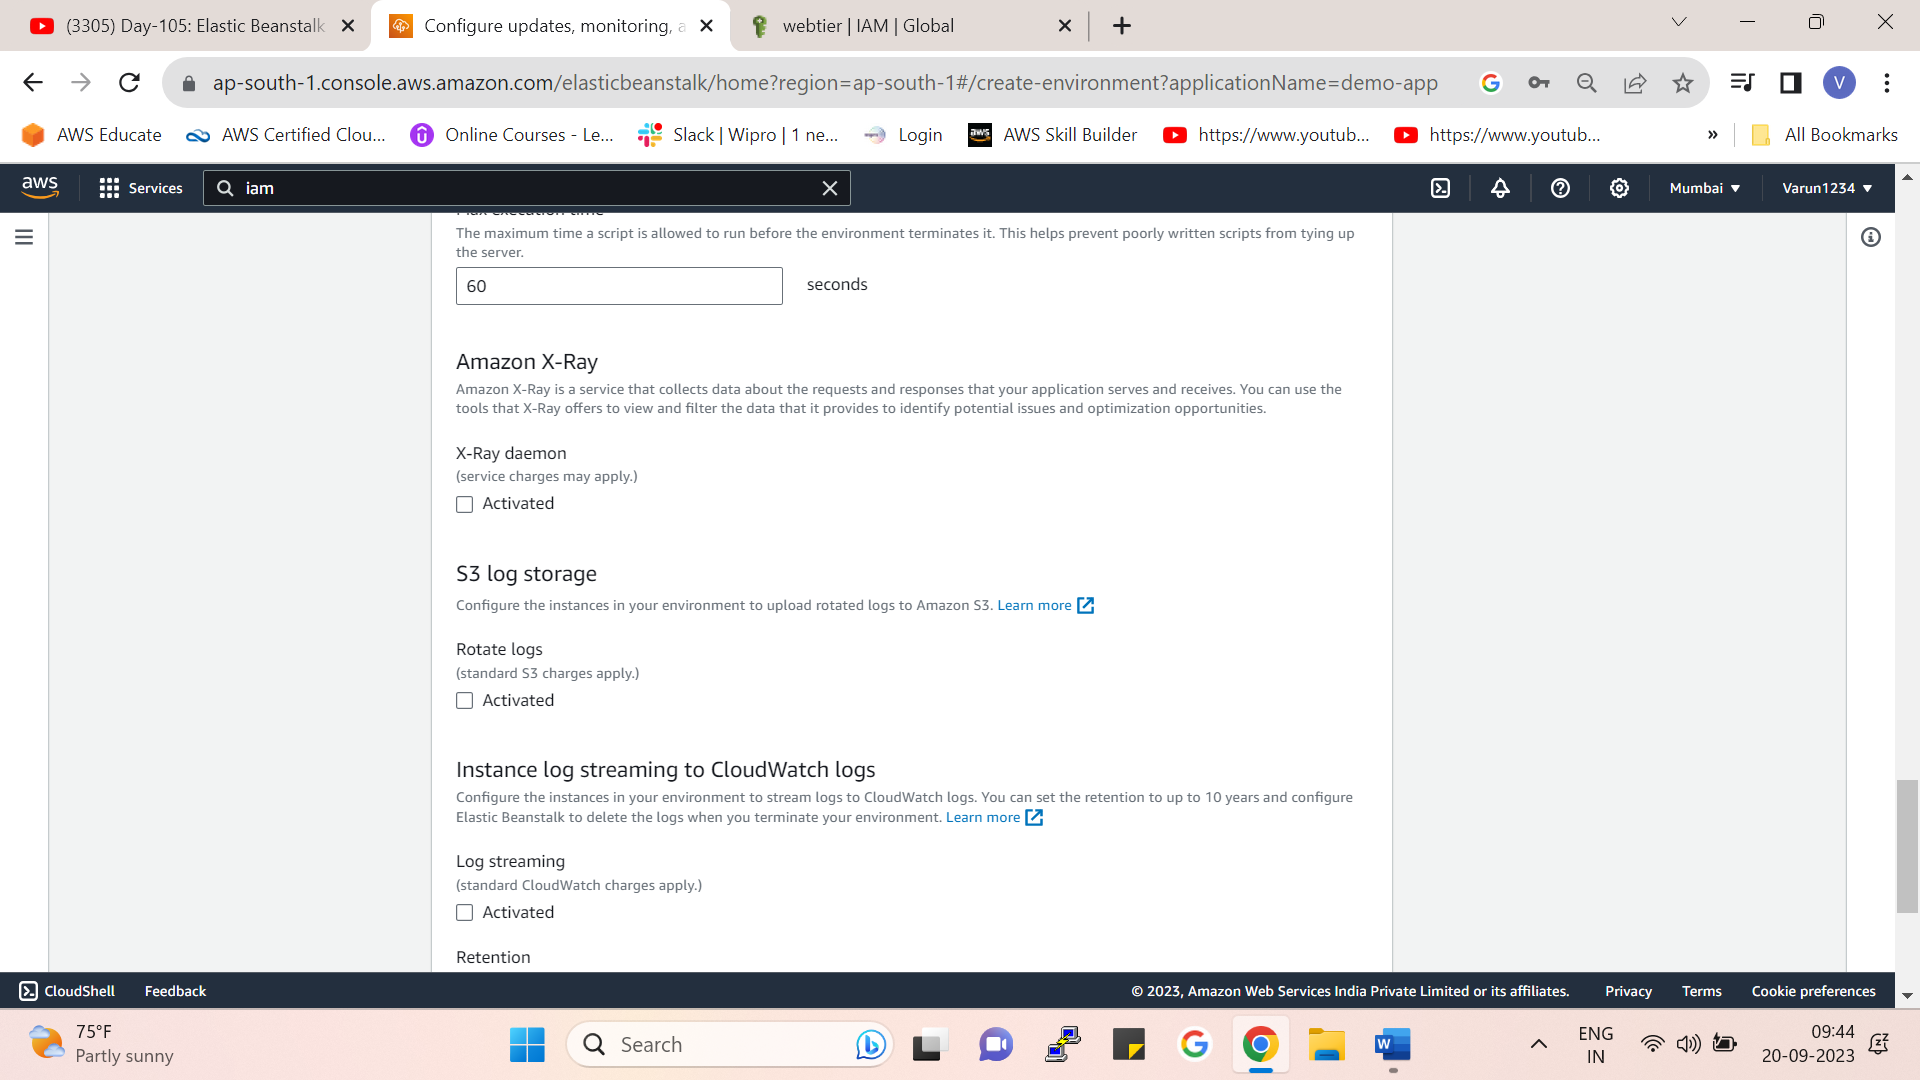 (3305) Day-105: Elastic Beanstalk
Configure updates, monitoring, a
webtier | IAM | Global
ap-south-1.console.aws.amazon.com/elasticbeanstalk/home?region=ap-south-1#/create-environment?applicationName=demo-app
V
AWS Educate
AWS Certified Clou...
Online Courses - Le...
Slack | Wipro | 1 ne...
Login
AWS Skill Builder
https://www.youtub...
https://www.youtub...
»
All Bookmarks
aws
Services
iam
Mumbai
Varun1234
Max execution time
The maximum time a script is allowed to run before the environment terminates it. This helps prevent poorly written scripts from tying up
the server.
60
seconds
Amazon X-Ray
Amazon X-Ray is a service that collects data about the requests and responses that your application serves and receives. You can use the
tools that X-Ray offers to view and filter the data that it provides to identify potential issues and optimization opportunities.
X-Ray daemon
(service charges may apply.)
Activated
S3 log storage
Configure the instances in your environment to upload rotated logs to Amazon S3. Learn more
Rotate logs
(standard S3 charges apply.)
Activated
Instance log streaming to CloudWatch logs
Configure the instances in your environment to stream logs to CloudWatch logs. You can set the retention to up to 10 years and configure
Elastic Beanstalk to delete the logs when you terminate your environment. Learn more
Log streaming
(standard CloudWatch charges apply.)
Activated
Retention
CloudShell
Feedback
© 2023, Amazon Web Services India Private Limited or its affiliates.
Privacy
Terms
Cookie preferences
75°F
Partly sunny
Search
ENG
IN
09:44
20-09-2023